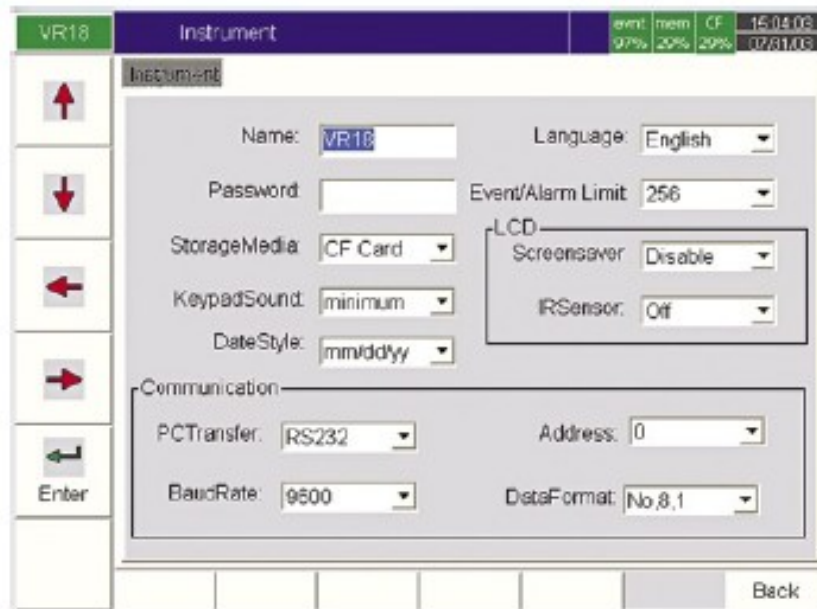 VR18
Instrument
evnt mem CF 15:04:03
97% 29% 29% 07/31/03
Instrument
Name: VR18
Language: English
Password:
Event/Alarm Limit 256
StorageMedia: CF Card
LCD
Screensaver Disable
KeypadSound: minimum
IRSensor: Off
DateStyle: mm/dd/yy
Communication
PCTransfer: RS232
Address: 0
Enter
BaudRate: 9600
DataFormat: No,8,1
Back